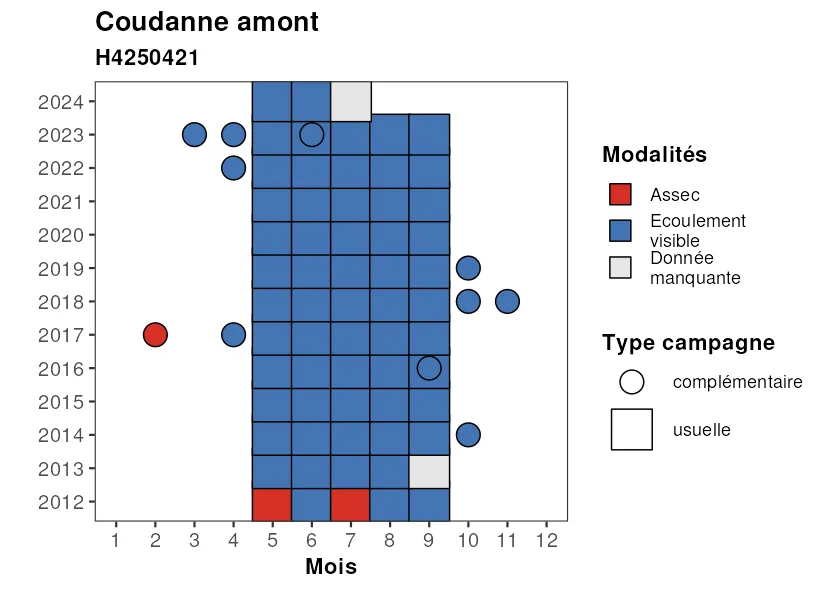 Coudanne amont
H4250421
2024
2023
2022
2021
2020
2019
2018
2017
2016
2015
2014
2013
2012
1 2 3 4 5 6 7 8 9 10 11 12
Mois
Modalités
Assec
Ecoulement
visible
Donnée
manquante
Type campagne
complémentaire
usuelle